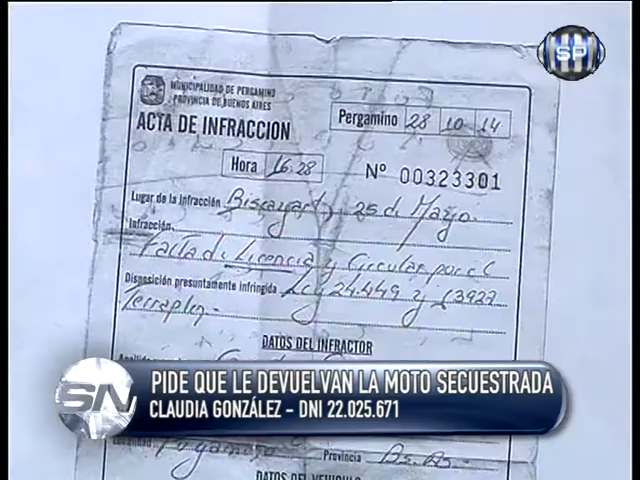 SP
MUNICIPALIDAD DE PERGAMINO
PROVINCIA DE BUENOS AIRES
ACTA DE INFRACCION
Pergamino 28 10 14
Hora 16:28
Nº 00323301
Lugar de la infracción Biscayart y 25 de Mayo.
Infracción
Falta de Licencia y Circular por el
Disposición presuntamente infringida Ley 24.449 y 13927
Terraplen.-
DATOS DEL INFRACTOR
PIDE QUE LE DEVUELVAN LA MOTO SECUESTRADA
CLAUDIA GONZÁLEZ – DNI 22.025.671
SN
Localidad Pergamino Provincia Bs. As.
DATOS DEL VEHICULO